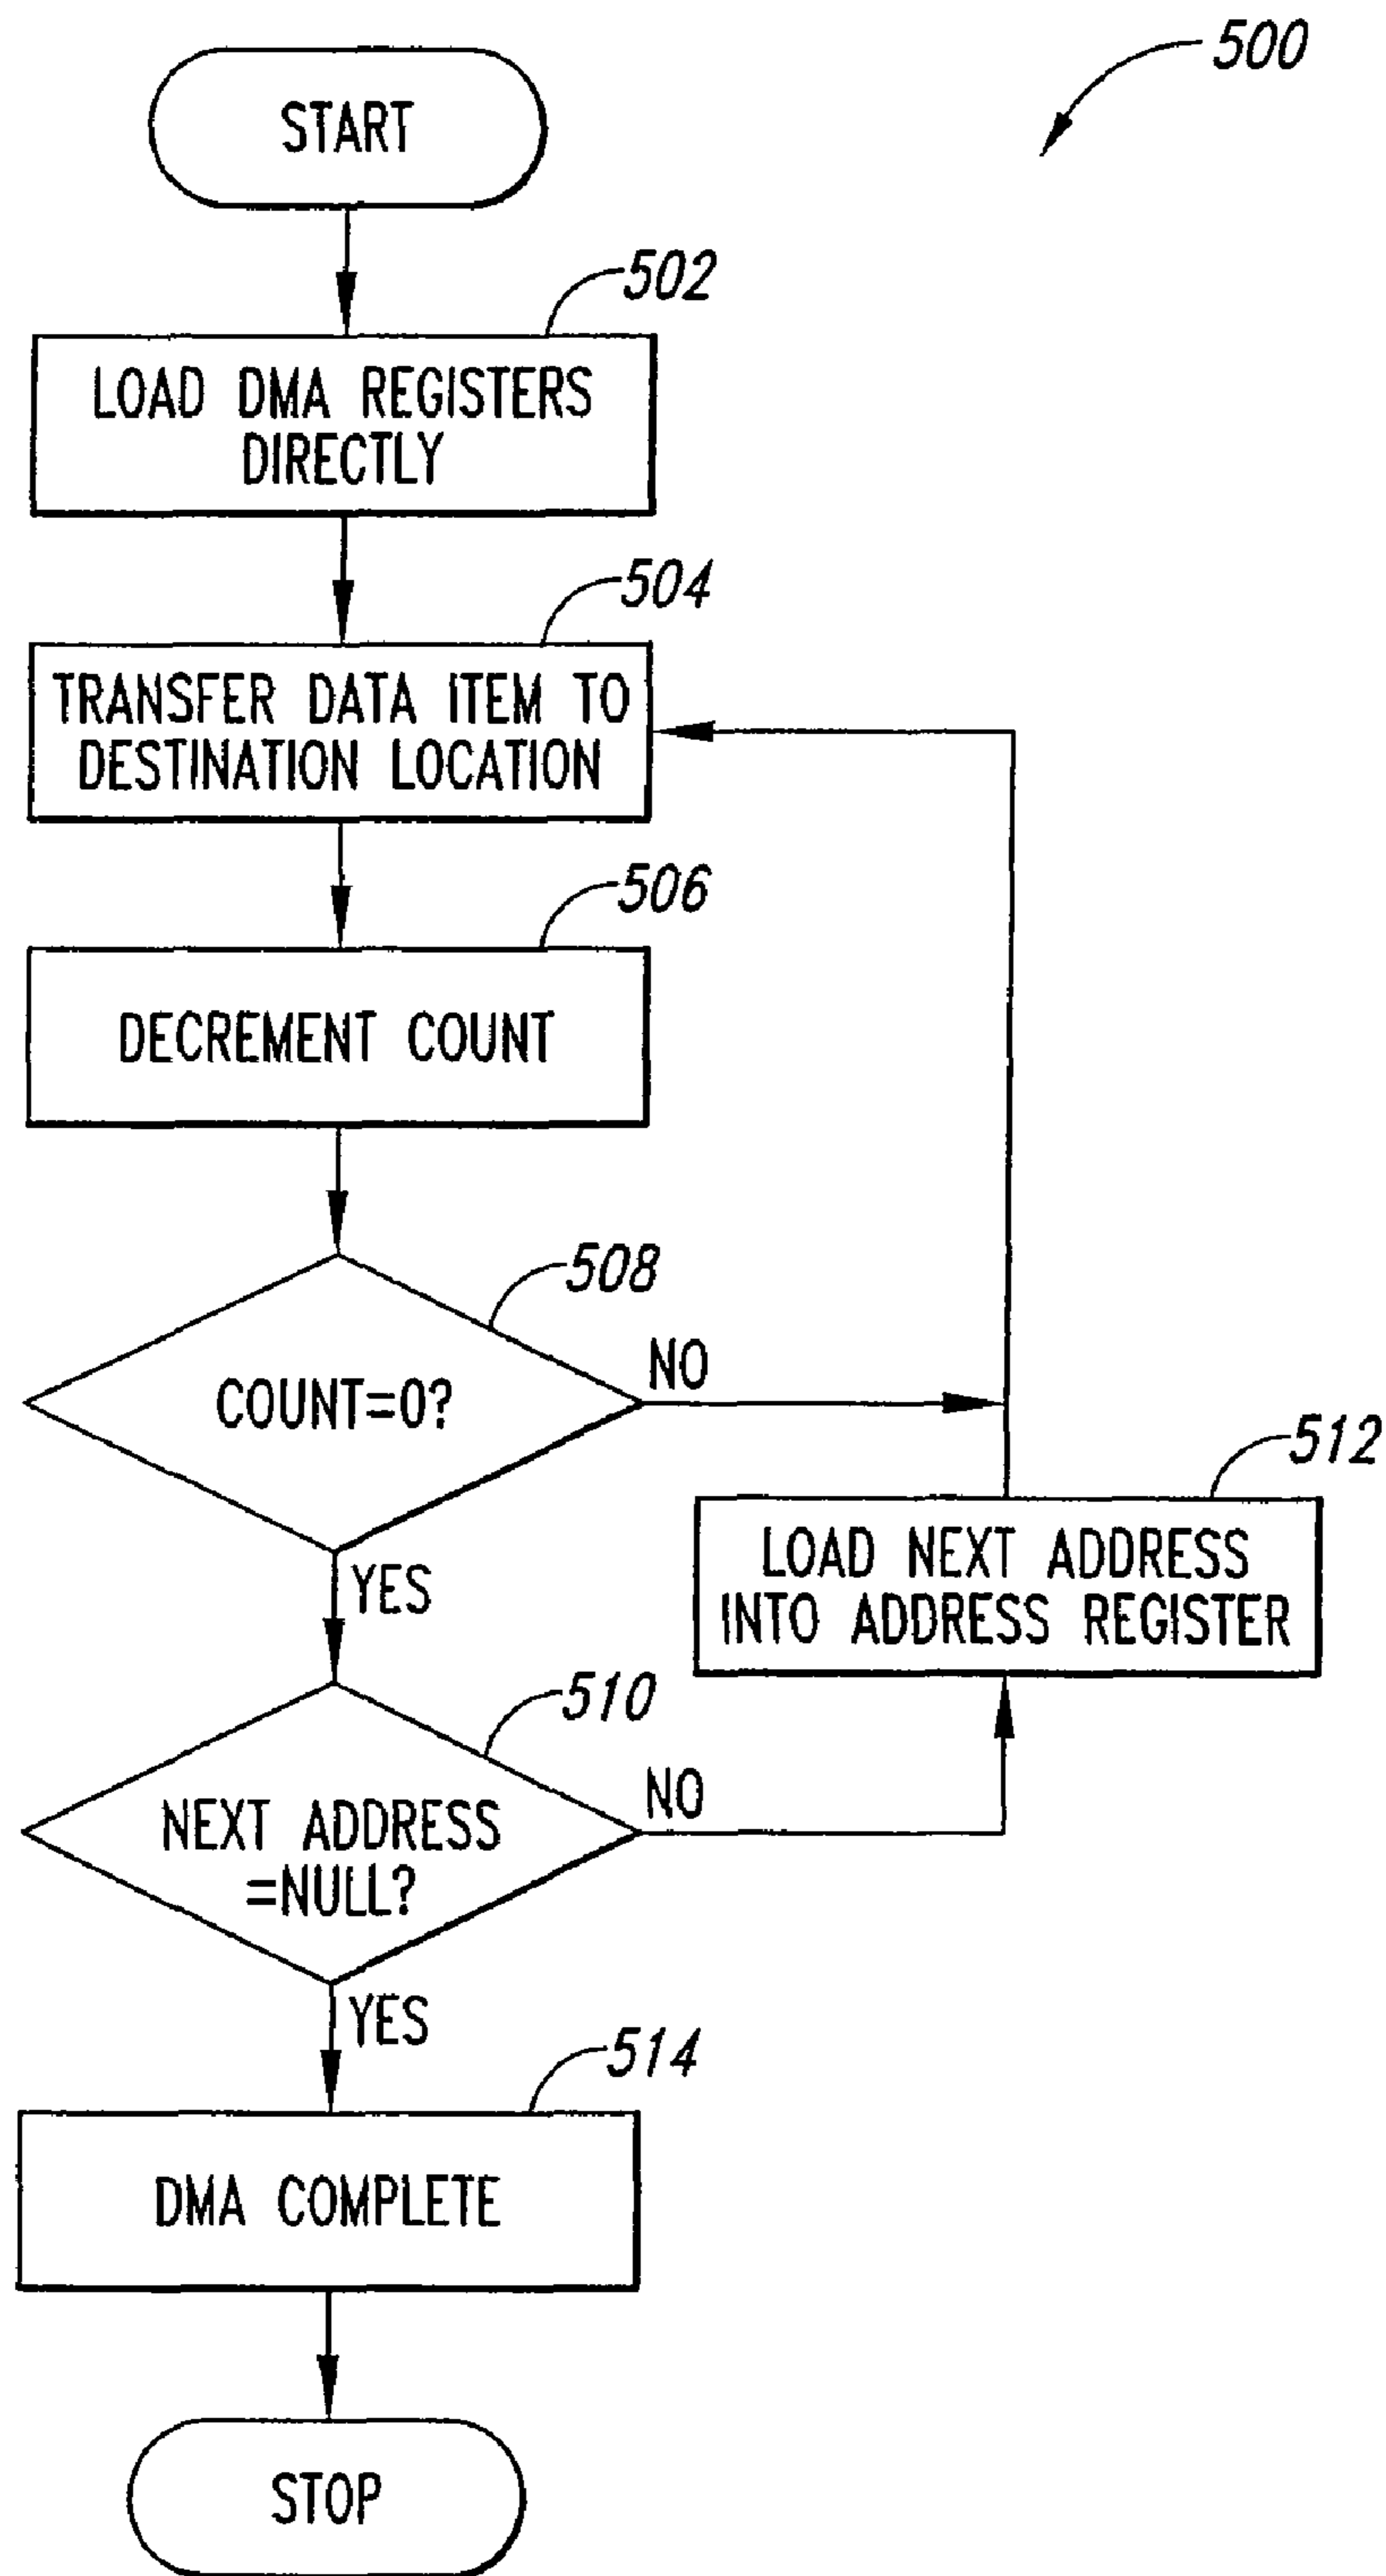 500
START
502
LOAD DMA REGISTERS
DIRECTLY
504
TRANSFER DATA ITEM TO
DESTINATION LOCATION
506
DECREMENT COUNT
508
COUNT=0?
NO
YES
512
LOAD NEXT ADDRESS
INTO ADDRESS REGISTER
510
NEXT ADDRESS
=NULL?
NO
YES
514
DMA COMPLETE
STOP